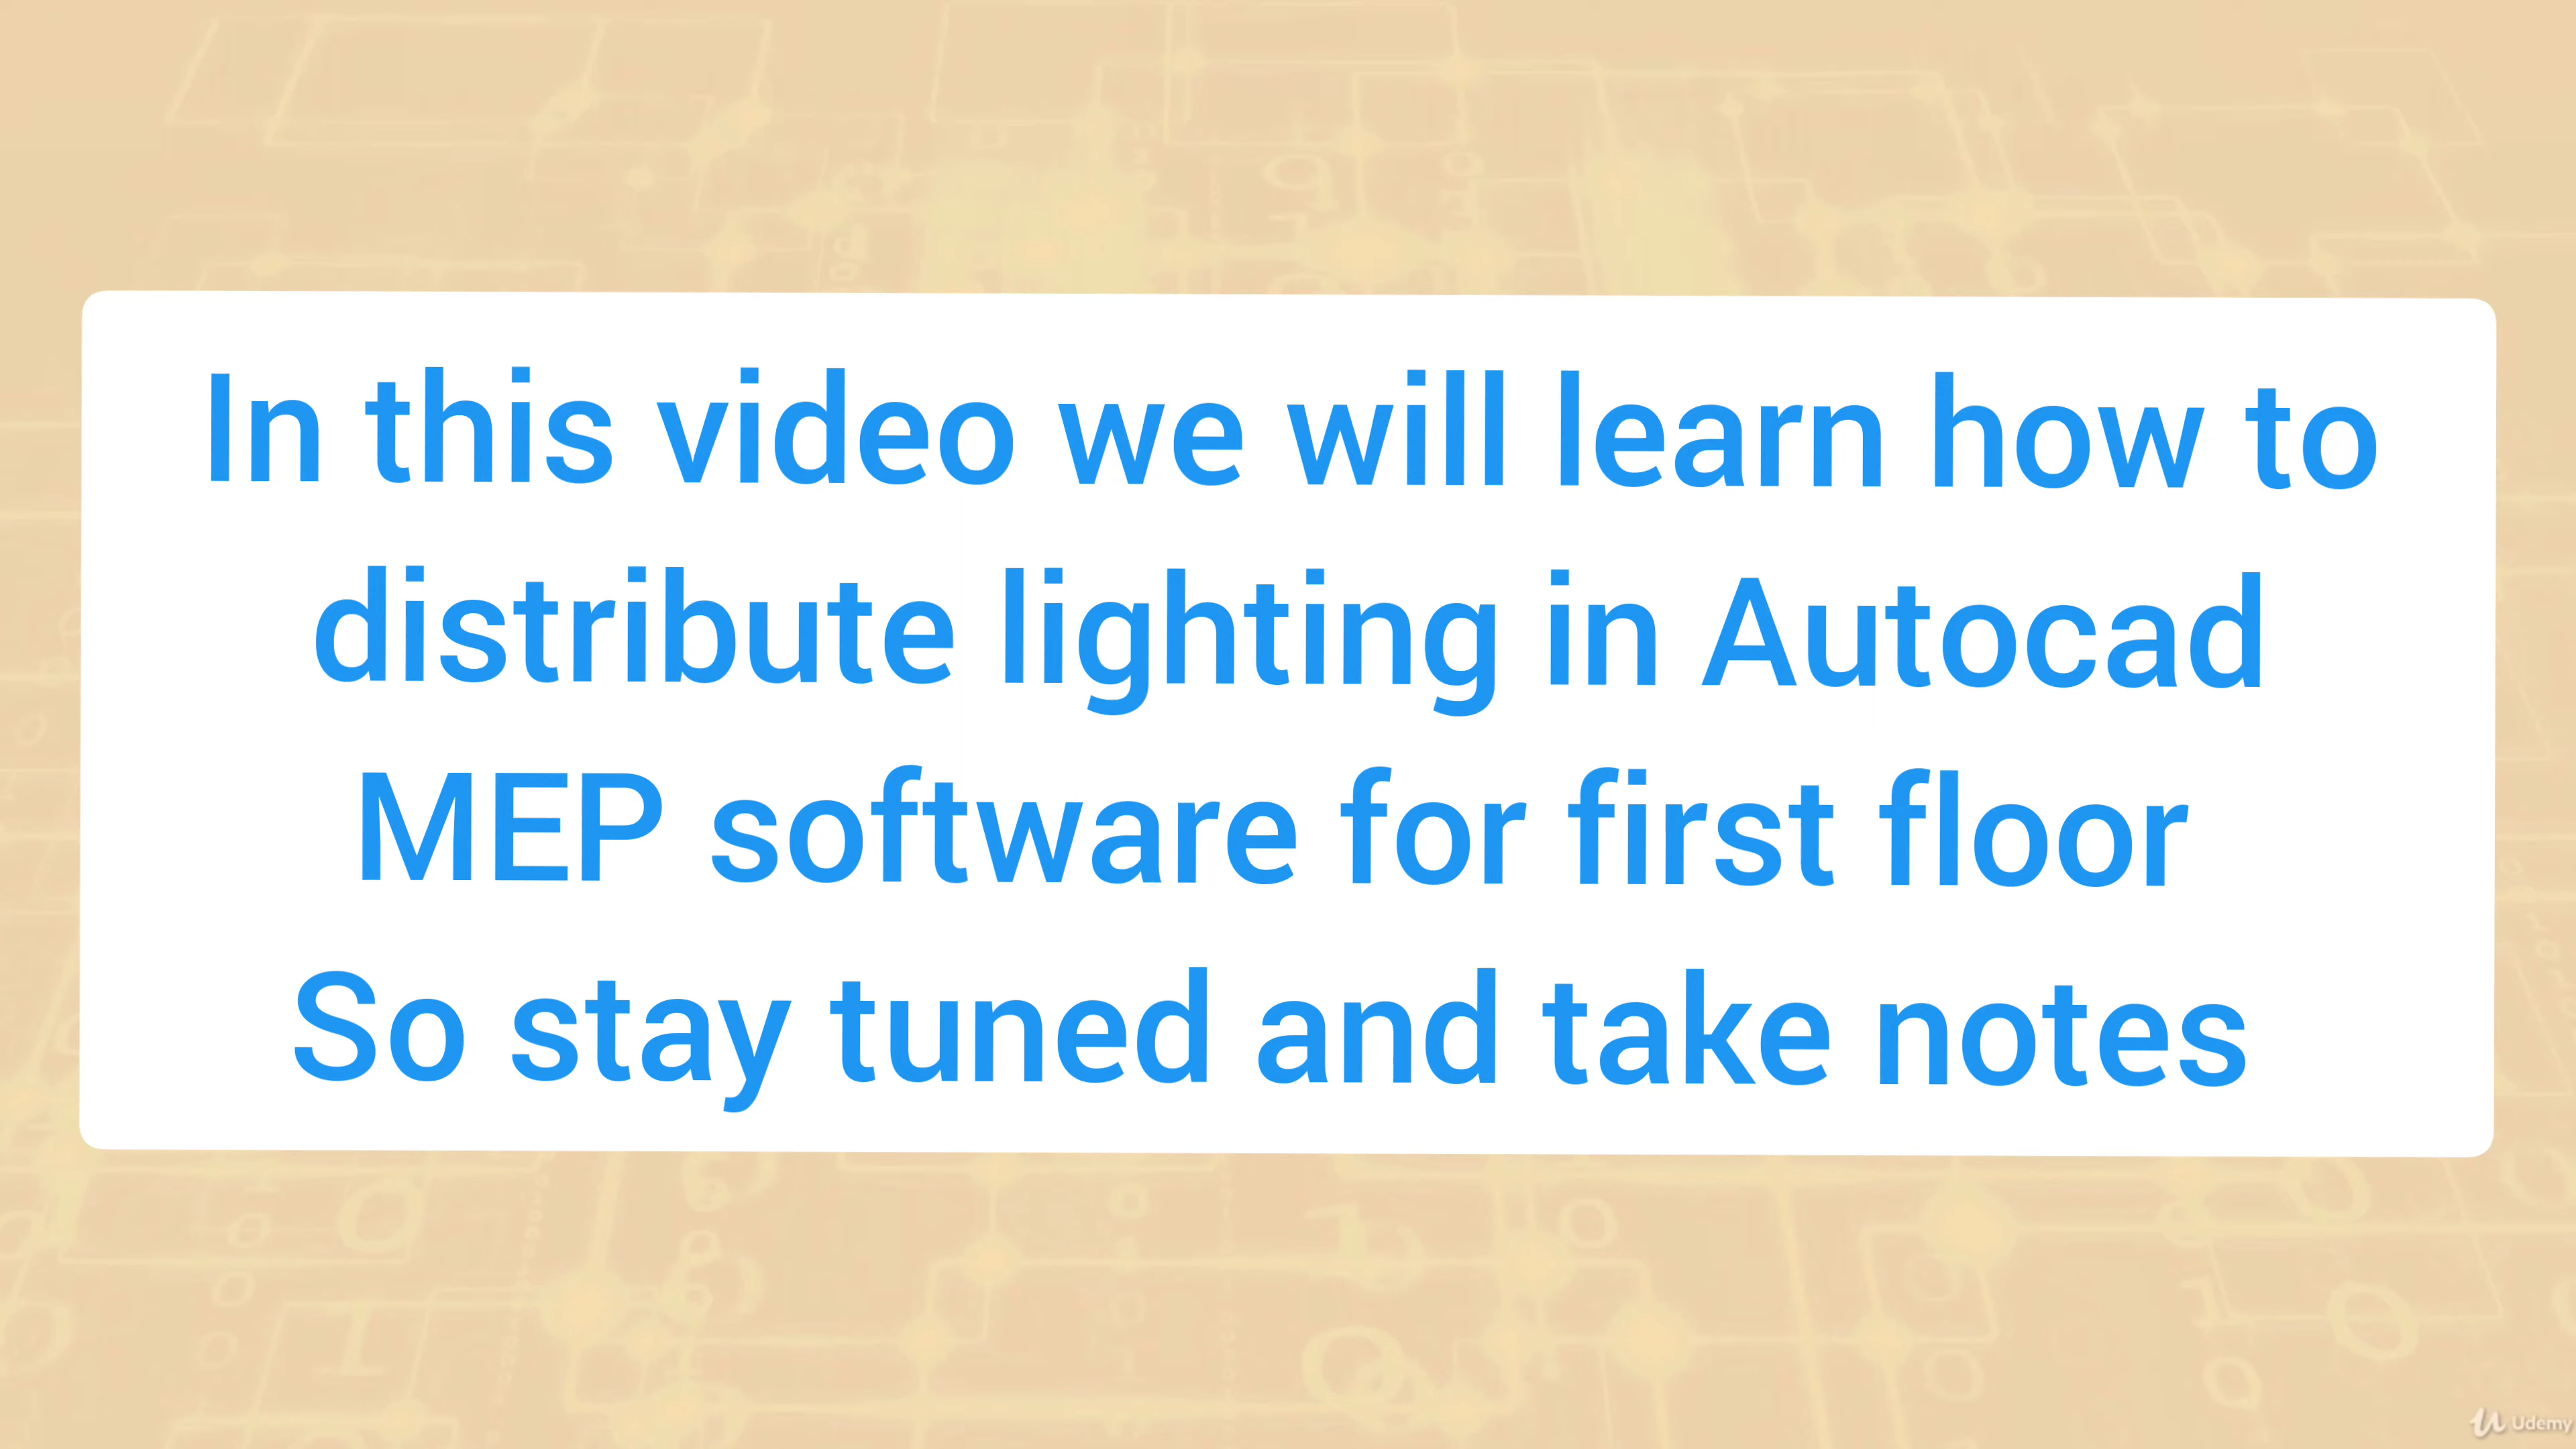 In this video we will learn how to
distribute lighting in Autocad
MEP software for first floor
So stay tuned and take notes
Udemy